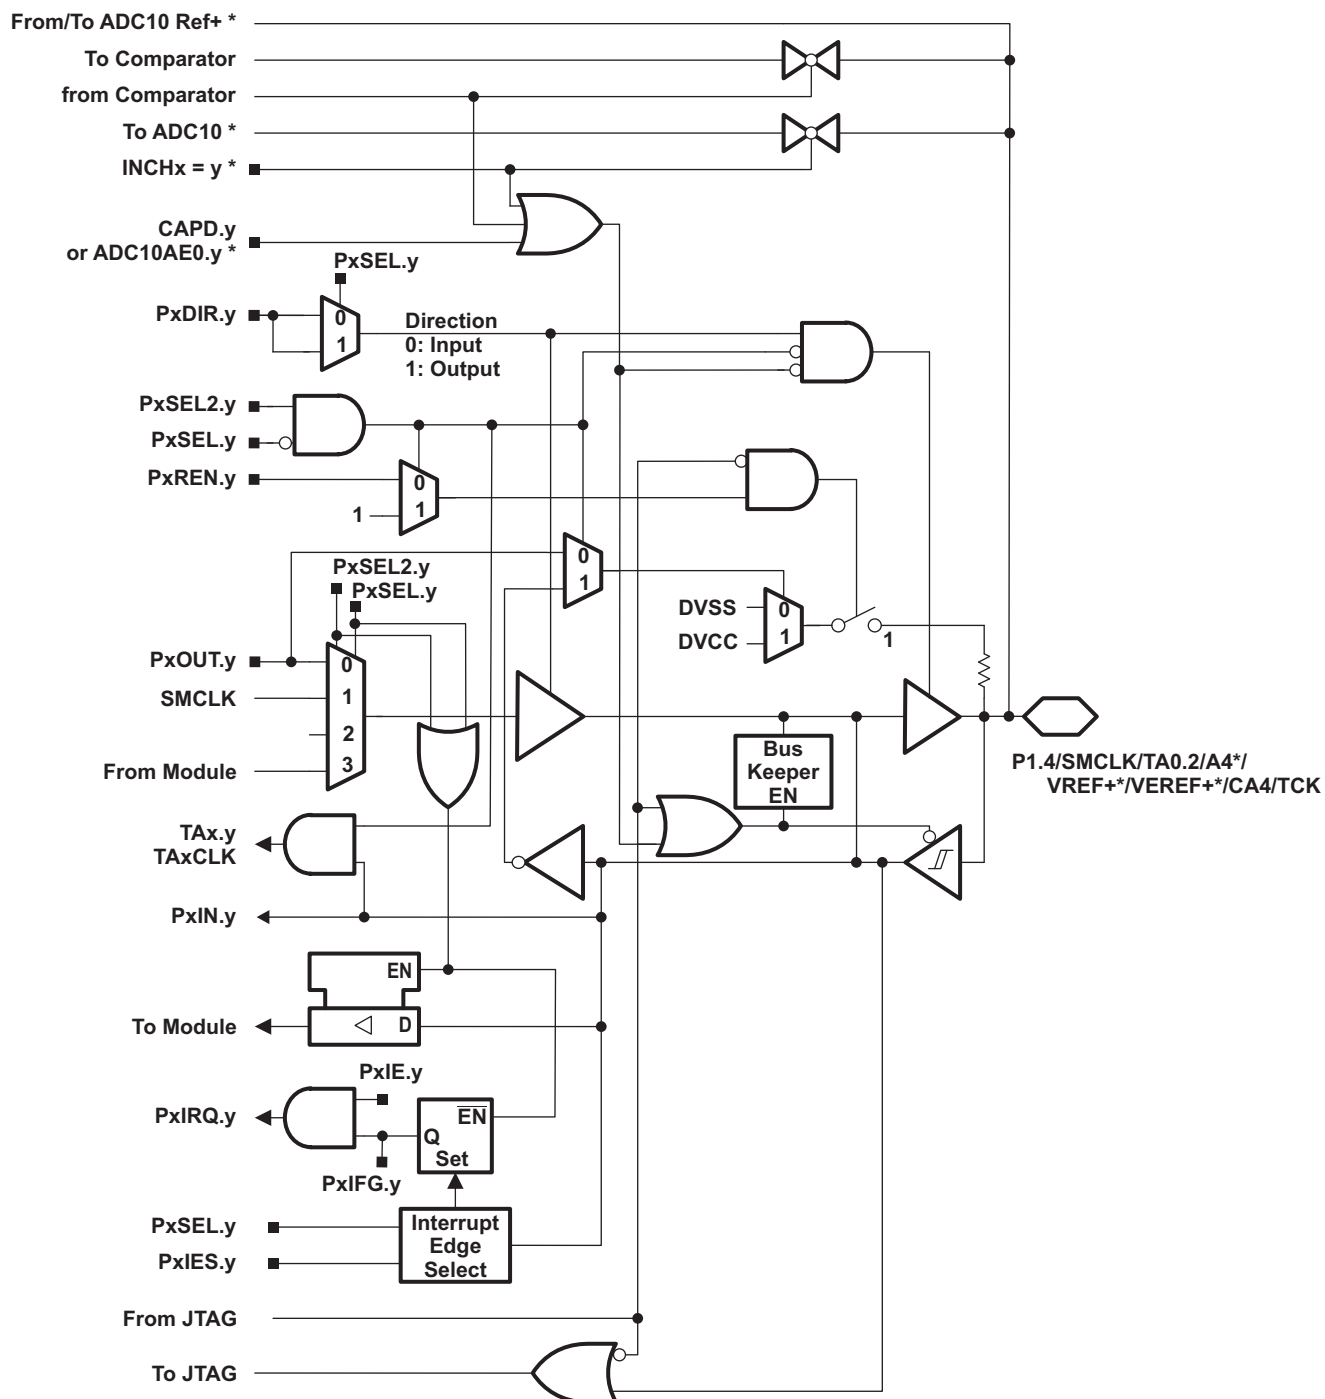 From/To ADC10 Ref+ *
To Comparator
from Comparator
To ADC10 *
INCHx = y *
CAPD.y
or ADC10AE0.y *
PxSEL.y
PxDIR.y
0
1
Direction
0: Input
1: Output
PxSEL2.y
PxSEL.y
PxREN.y
0
1
1
0
1
PxSEL2.y
PxSEL.y
DVSS
DVCC
0
1
1
PxOUT.y
SMCLK
From Module
0
1
2
3
Bus
Keeper
EN
P1.4/SMCLK/TA0.2/A4*/
VREF+*/VEREF+*/CA4/TCK
TAx.y
TAxCLK
PxIN.y
EN
To Module
D
PxIE.y
PxIRQ.y
EN
Q
Set
PxIFG.y
PxSEL.y
PxIES.y
Interrupt
Edge
Select
From JTAG
To JTAG